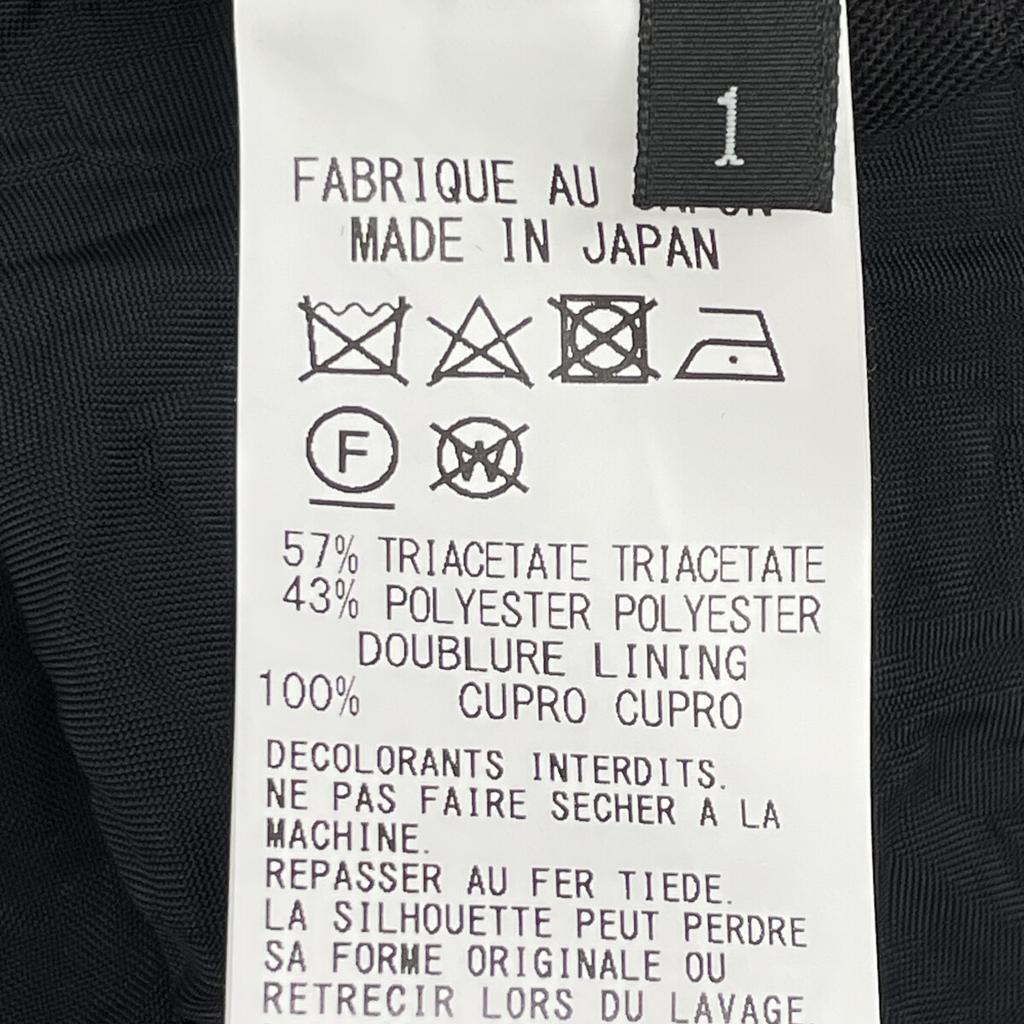 1
FABRIQUE AU
MADE IN JAPAN
F W
57% TRIACETATE TRIACETATE
43% POLYESTER POLYESTER
DOUBLURE LINING
100% CUPRO CUPRO
DECOLORANTS INTERDITS.
NE PAS FAIRE SECHER A LA
MACHINE.
REPASSER AU FER TIEDE.
LA SILHOUETTE PEUT PERDRE
SA FORME ORIGINALE OU
RETRECIR LORS DU LAVAGE